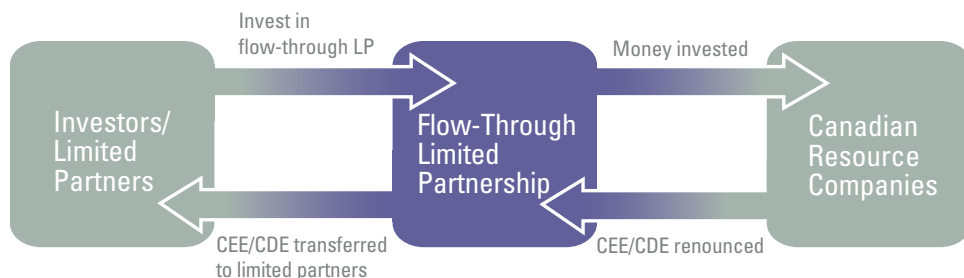 Invest in
flow-through LP
Money invested
Investors/
Limited
Partners
Flow-Through
Limited
Partnership
Canadian
Resource
Companies
CEE/CDE transferred
to limited partners
CEE/CDE renounced